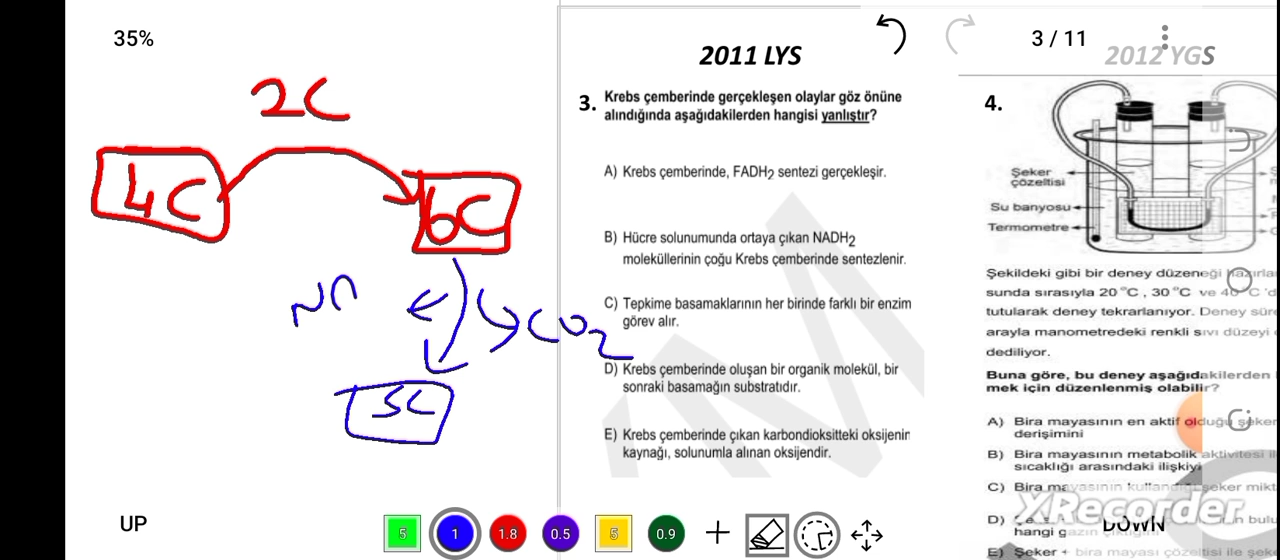 35%
2C
4C
6C
CO2
5C
UP
5
1
1.8
0.5
5
0.9
2011 LYS
3. Krebs çemberinde gerçekleşen olaylar göz önüne
alındığında aşağıdakilerden hangisi yanlıştır?
A) Krebs çemberinde, FADH2 sentezi gerçekleşir.
B) Hücre solunumunda ortaya çıkan NADH2
moleküllerinin çoğu Krebs çemberinde sentezlenir.
C) Tepkime basamaklarının her birinde farklı bir enzim
görev alır.
D) Krebs çemberinde oluşan bir organik molekül, bir
sonraki basamağın substratıdır.
E) Krebs çemberinde çıkan karbondioksitteki oksijenin
kaynağı, solunumla alınan oksijendir.
3 / 11
2012 YGS
4.
Şeker
çözeltisi
Su banyosu
Termometre
Şekildeki gibi bir deney düzeneği
sunda sırasıyla 20 °C, 30 °C ve 40 °C
tutularak deney tekrarlanıyor. Deney
arayla manometredeki renkli sıvı düzeyi
dediliyor.
Buna göre, bu deney aşağıdakilerden
mek için düzenlenmiş olabilir?
A) Bira mayasının en aktif olduğu şeker
derişimini
B) Bira mayasının metabolik aktivitesi
sıcaklığı arasındaki ilişkiyi
C) Bira mayasının kullandığı şeker
D)
hangi gazın
E) Şeker + bira mayası çözeltisi ile
XRecorder
DOWN